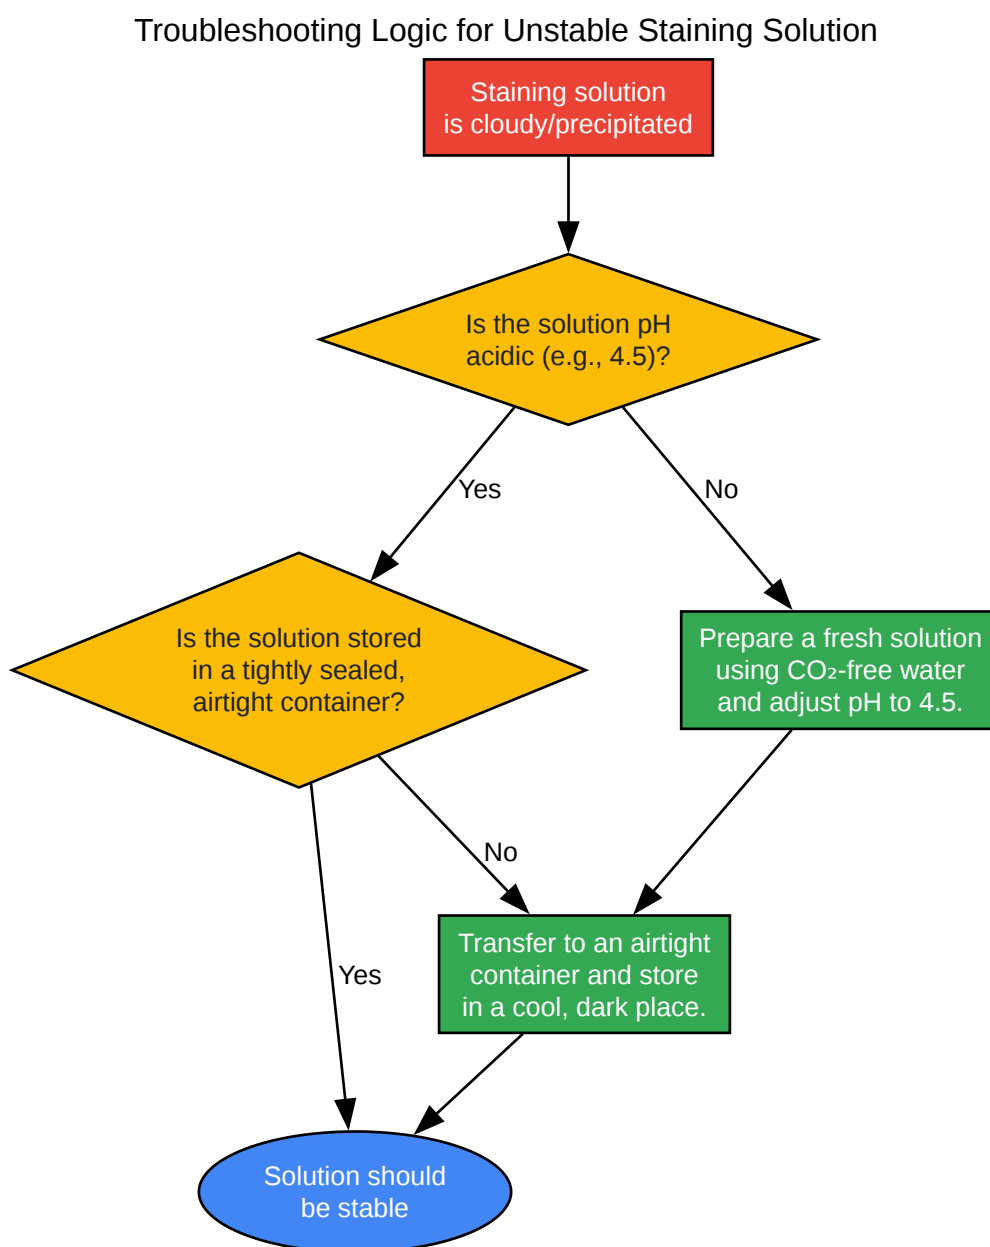 Troubleshooting Logic for Unstable Staining Solution
Staining solution
is cloudy/precipitated
Is the solution pH
acidic (e.g., 4.5)?
Yes
No
Is the solution stored
in a tightly sealed,
airtight container?
Prepare a fresh solution
using CO₂-free water
and adjust pH to 4.5.
No
Transfer to an airtight
container and store
in a cool, dark place.
Yes
Solution should
be stable